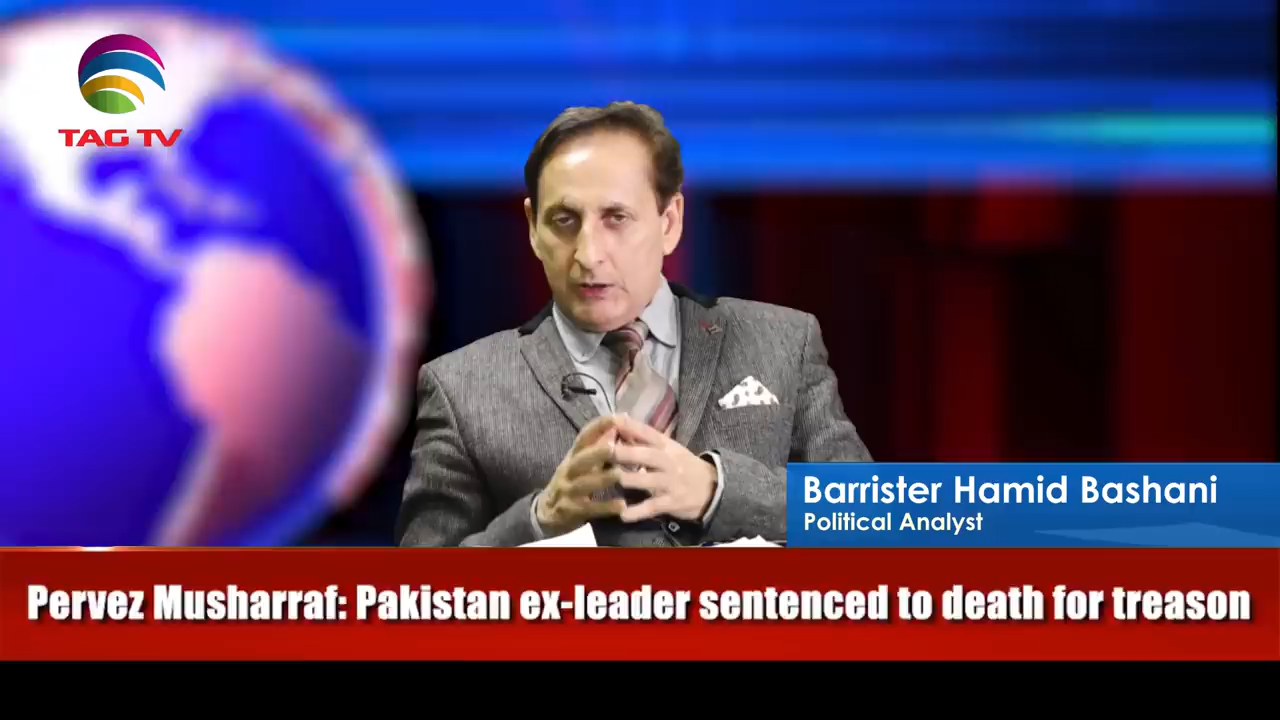 TAG TV
Barrister Hamid Bashani
Political Analyst
Pervez Musharraf: Pakistan ex-leader sentenced to death for treason